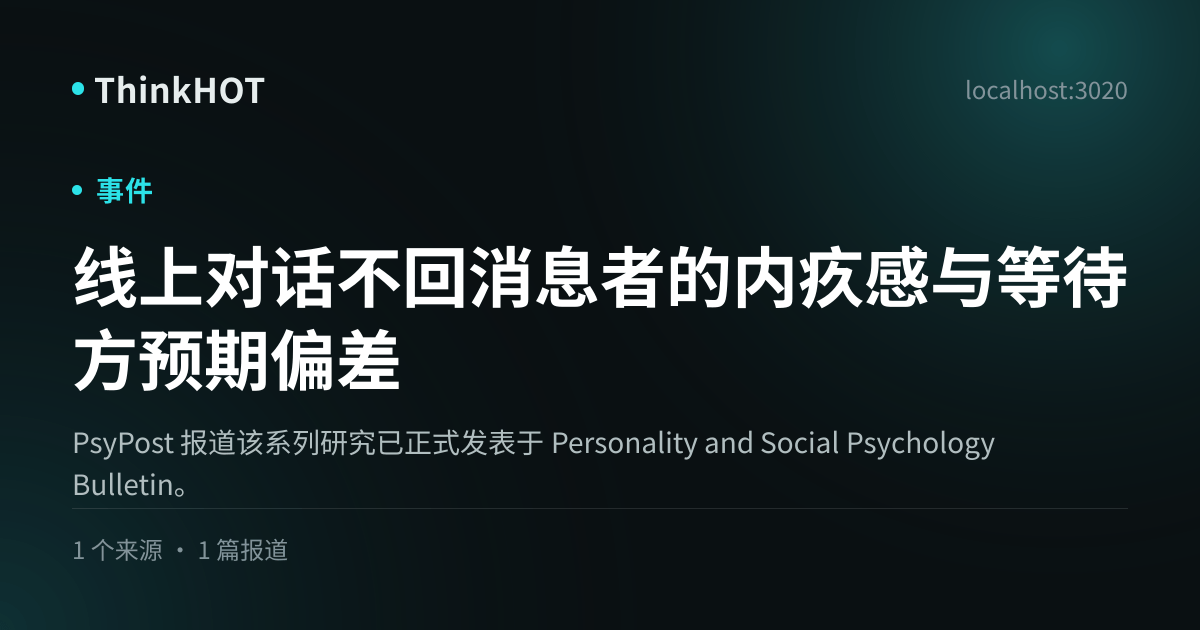 ThinkHOT
localhost:3020
事件
线上对话不回消息者的内疚感与等待
方预期偏差
PsyPost 报道该系列研究已正式发表于 Personality and Social Psychology
Bulletin。
1 个来源 · 1 篇报道